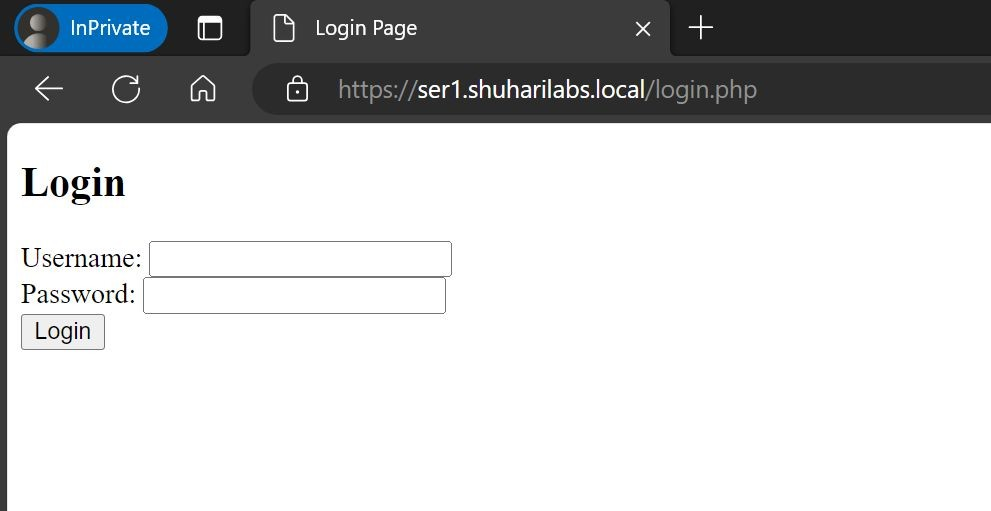 InPrivate
Login Page
https://ser1.shuharilabs.local/login.php
Login
Username:
Password:
Login